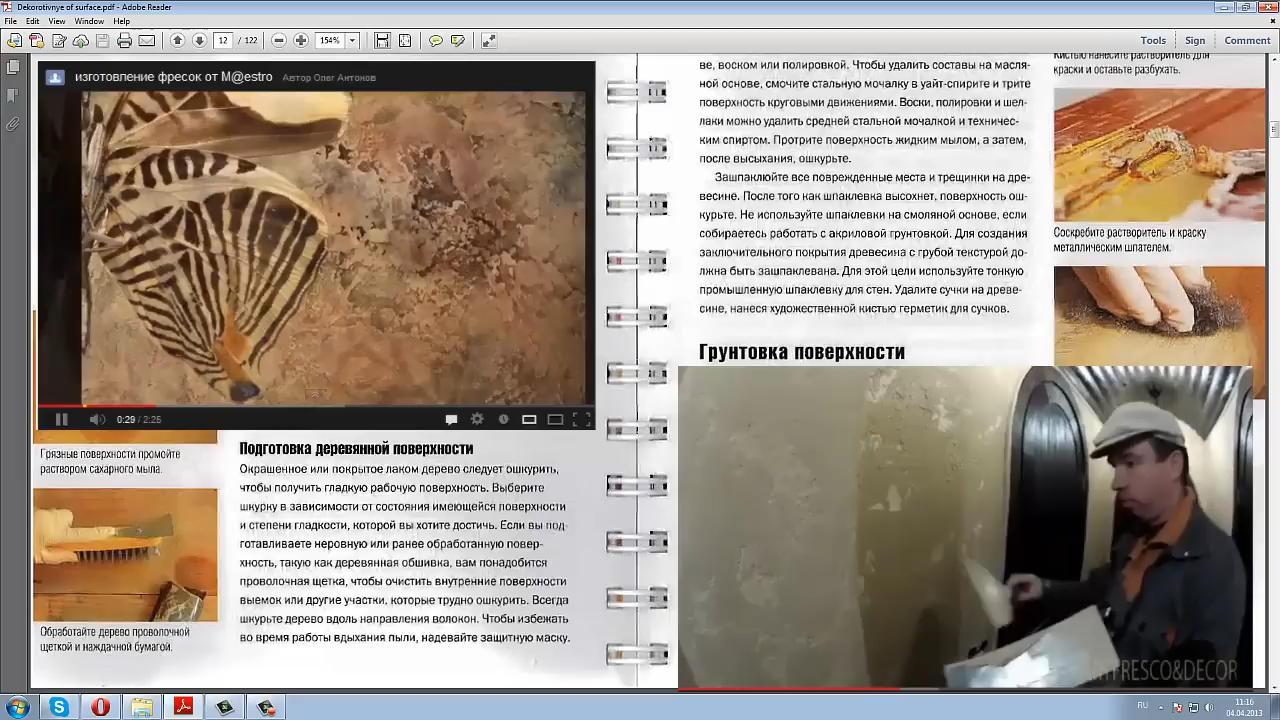 Dekorotivnye of surface.pdf - Adobe Reader
File Edit View Window Help
12 / 122 154% Tools Sign Comment
изготовление фресок от M@estro Автор Олег Антонов
0:29 / 2:25
Грязные поверхности промойте
раствором сахарного мыла.
Обработайте дерево проволочной
щеткой и наждачной бумагой.
Подготовка деревянной поверхности
Окрашенное или покрытое лаком дерево следует ошкурить,
чтобы получить гладкую рабочую поверхность. Выберите
шкурку в зависимости от состояния имеющейся поверхности
и степени гладкости, которой вы хотите достичь. Если вы под-
готавливаете неровную или ранее обработанную повер-
хность, такую как деревянная обшивка, вам понадобится
проволочная щетка, чтобы очистить внутренние поверхности
выемок или другие участки, которые трудно ошкурить. Всегда
шкурьте дерево вдоль направления волокон. Чтобы избежать
во время работы вдыхания пыли, надевайте защитную маску.
ве, воском или полировкой. Чтобы удалить составы на масля-
ной основе, смочите стальную мочалку в уайт-спирите и трите
поверхность круговыми движениями. Воски, полировки и шел-
лаки можно удалить средней стальной мочалкой и техничес-
ким спиртом. Протрите поверхность жидким мылом, а затем,
после высыхания, ошкурьте.
Зашпаклюйте все поврежденные места и трещинки на дре-
весине. После того как шпаклевка высохнет, поверхность ош-
курьте. Не используйте шпаклевки на смоляной основе, если
собираетесь работать с акриловой грунтовкой. Для создания
заключительного покрытия древесина с грубой текстурой до-
лжна быть зашпаклевана. Для этой цели используйте тонкую
промышленную шпаклевку для стен. Удалите сучки на древе-
сине, нанеся художественной кистью герметик для сучков.
Грунтовка поверхности
Кистью нанесите растворитель для
краски и оставьте разбухать.
Соскребите растворитель и краску
металлическим шпателем.
FRESCO&DECOR
RU 11:16
04.04.2013